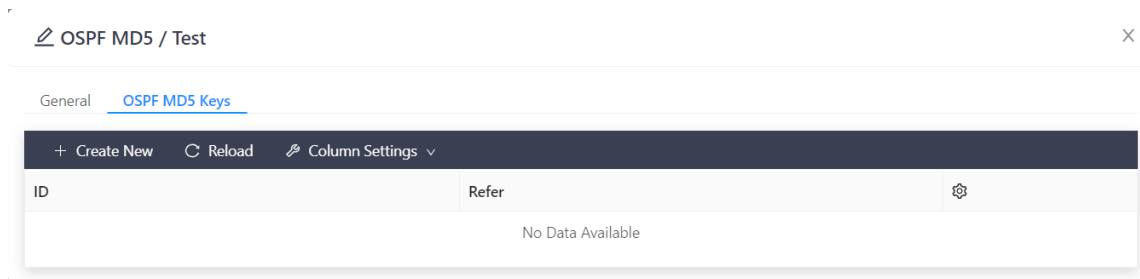 OSPF MD5 / Test
General OSPF MD5 Keys
Create New Reload Column Settings
ID Refer
No Data Available